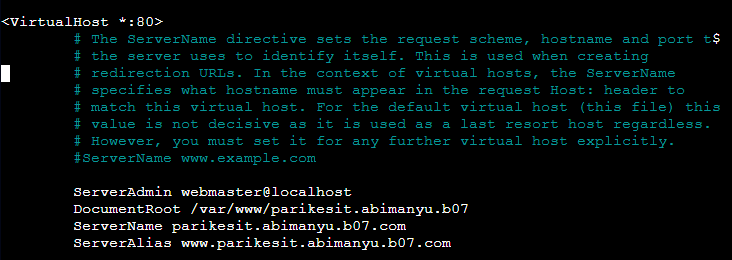 <VirtualHost *:80>
# The ServerName directive sets the request scheme, hostname and port t$
# the server uses to identify itself. This is used when creating
# redirection URLs. In the context of virtual hosts, the ServerName
# specifies what hostname must appear in the request Host: header to
# match this virtual host. For the default virtual host (this file) this
# value is not decisive as it is used as a last resort host regardless.
# However, you must set it for any further virtual host explicitly.
#ServerName www.example.com
ServerAdmin webmaster@localhost
DocumentRoot /var/www/parikesit.abimanyu.b07
ServerName parikesit.abimanyu.b07.com
ServerAlias www.parikesit.abimanyu.b07.com